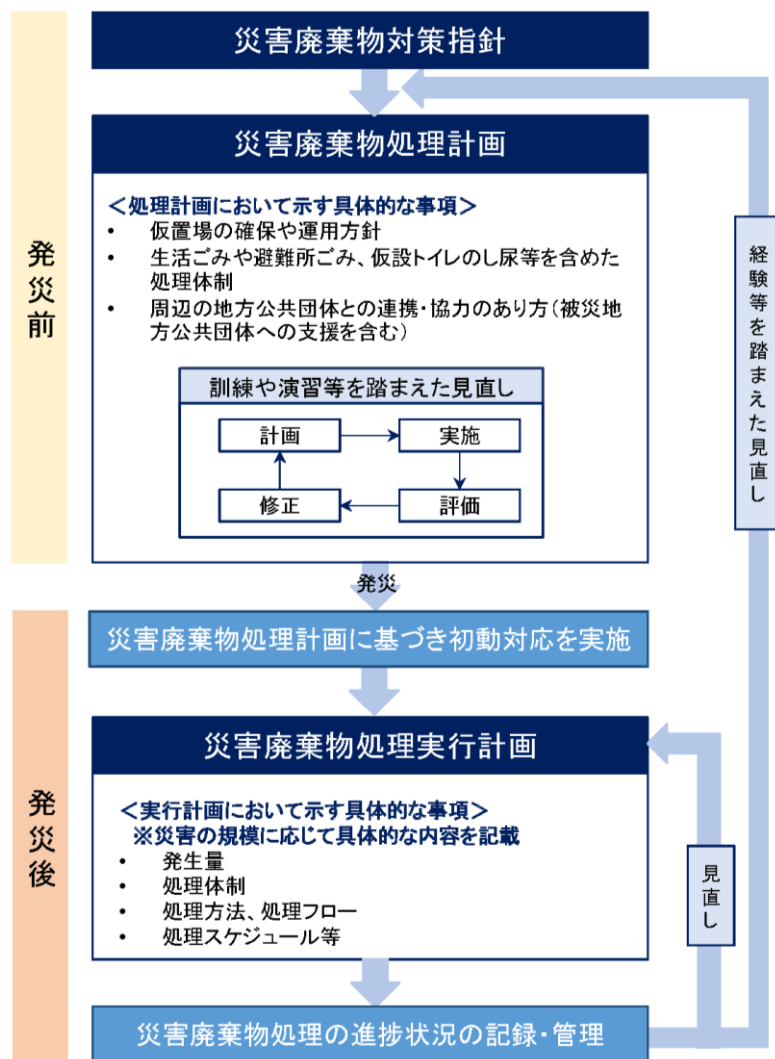 災害廃棄物対策指針
発災前
災害廃棄物処理計画
＜処理計画において示す具体的な事項＞
• 仮置場の確保や運用方針
• 生活ごみや避難所ごみ、仮設トイレのし尿等を含めた
処理体制
• 周辺の地方公共団体との連携・協力のあり方（被災地
方公共団体への支援を含む）
訓練や演習等を踏まえた見直し
計画
実施
修正
評価
経験等を踏まえた見直し
発災
発災後
災害廃棄物処理計画に基づき初動対応を実施
災害廃棄物処理実行計画
＜実行計画において示す具体的な事項＞
※災害の規模に応じて具体的な内容を記載
• 発生量
• 処理体制
• 処理方法、処理フロー
• 処理スケジュール等
見直し
災害廃棄物処理の進捗状況の記録・管理